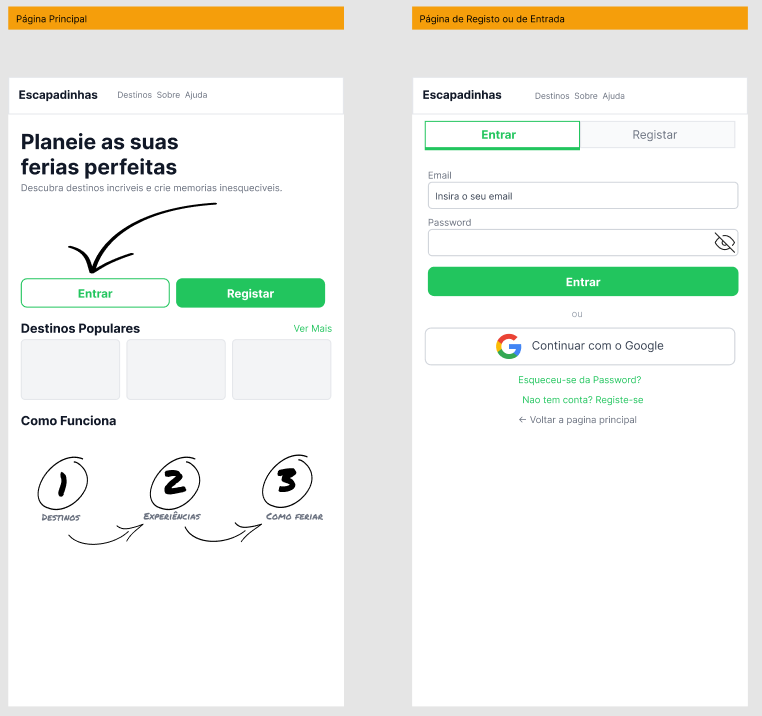 Página Principal
Escapadinhas
Destinos Sobre Ajuda
Planeie as suas
ferias perfeitas
Descubra destinos incriveis e crie memorias inesqueciveis.
Entrar
Registar
Destinos Populares
Ver Mais
Como Funciona
1
2
3
Destinos
Experiências
Como feriar
Página de Registo ou de Entrada
Escapadinhas
Destinos Sobre Ajuda
Entrar
Registar
Email
Insira o seu email
Password
Entrar
ou
Continuar com o Google
Esqueceu-se da Password?
Nao tem conta? Registe-se
← Voltar a pagina principal